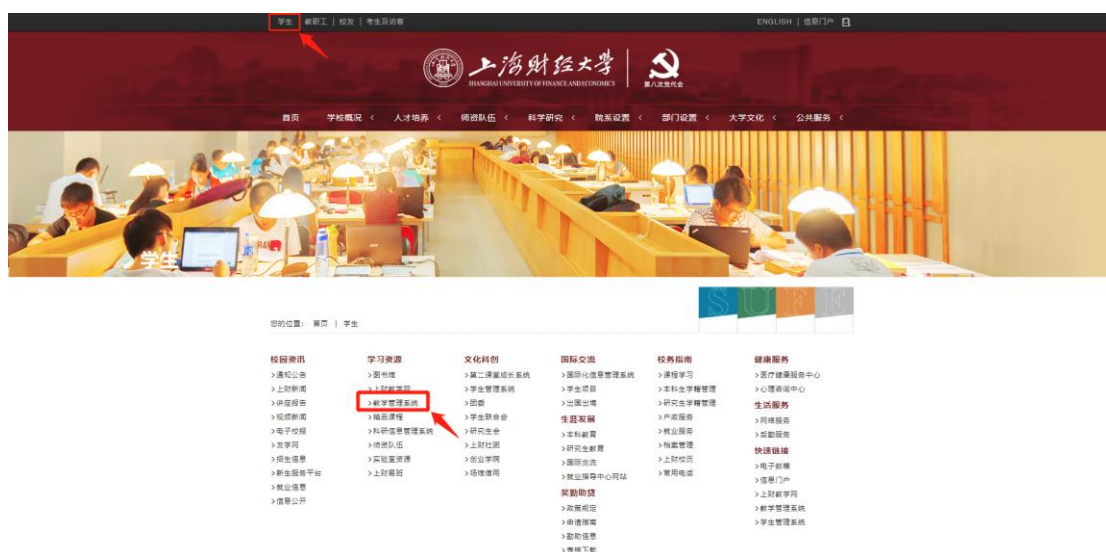 学生 | 教职工 | 校友 | 考生及访客
ENGLISH | 信息门户
上海财经大学
SHANGHAI UNIVERSITY OF FINANCE AND ECONOMICS
第八次党代会
首页 学校概况 < 人才培养 < 师资队伍 < 科学研究 < 院系设置 < 部门设置 < 大学文化 < 公共服务 <
学生
SUFE
您的位置: 首页 | 学生
校园资讯
>通知公告
>上财新闻
>讲座报告
>视频新闻
>电子校报
>友学网
>招生信息
>新生服务平台
>就业信息
>信息公开
学习资源
>图书馆
>上财教学网
>教学管理系统
>精品课程
>科研信息管理系统
>师资队伍
>实验室资源
>上财易班
文化科创
>第二课堂成长系统
>学生管理系统
>团委
>学生联合会
>研究生会
>上财社团
>创业学院
>场馆借用
国际交流
>国际化信息管理系统
>学生项目
>出国出境
生涯发展
>本科教育
>研究生教育
>国际交流
>就业指导中心网站
奖勤助贷
>政策规定
>申请指南
>勤助信息
>表格下载
校务指南
>课程学习
>本科生学籍管理
>研究生学籍管理
>户政服务
>就业服务
>档案管理
>上财校历
>常用电话
健康服务
>医疗健康服务中心
>心理咨询中心
生活服务
>网络服务
>后勤服务
快速链接
>电子邮箱
>信息门户
>上财教学网
>教学管理系统
>学生管理系统